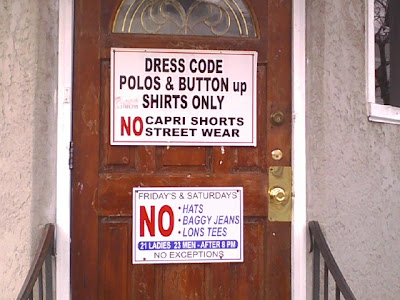 DRESS CODE
POLOS & BUTTON up
SHIRTS ONLY
NO CAPRI SHORTS
STREET WEAR
FRIDAY'S & SATURDAYS
NO • HATS
• BAGGY JEANS
• LONS TEES
21 LADIES 23 MEN - AFTER 8 PM
NO EXCEPTIONS